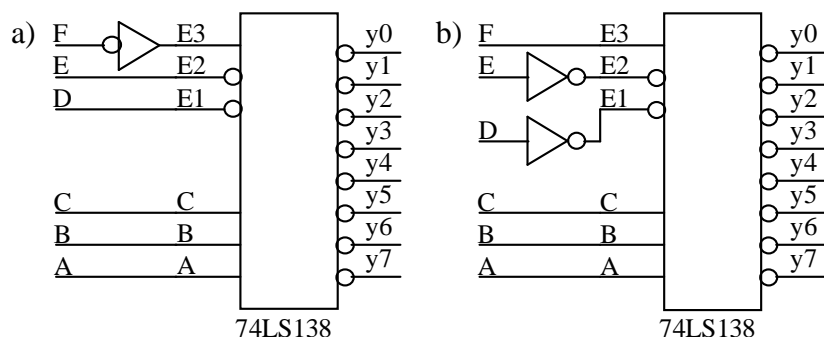 a)
F E3
E E2
D E1
C C
B B
A A
y0
y1
y2
y3
y4
y5
y6
y7
74LS138
b)
F E3
E E2
E1
D
C C
B B
A A
y0
y1
y2
y3
y4
y5
y6
y7
74LS138